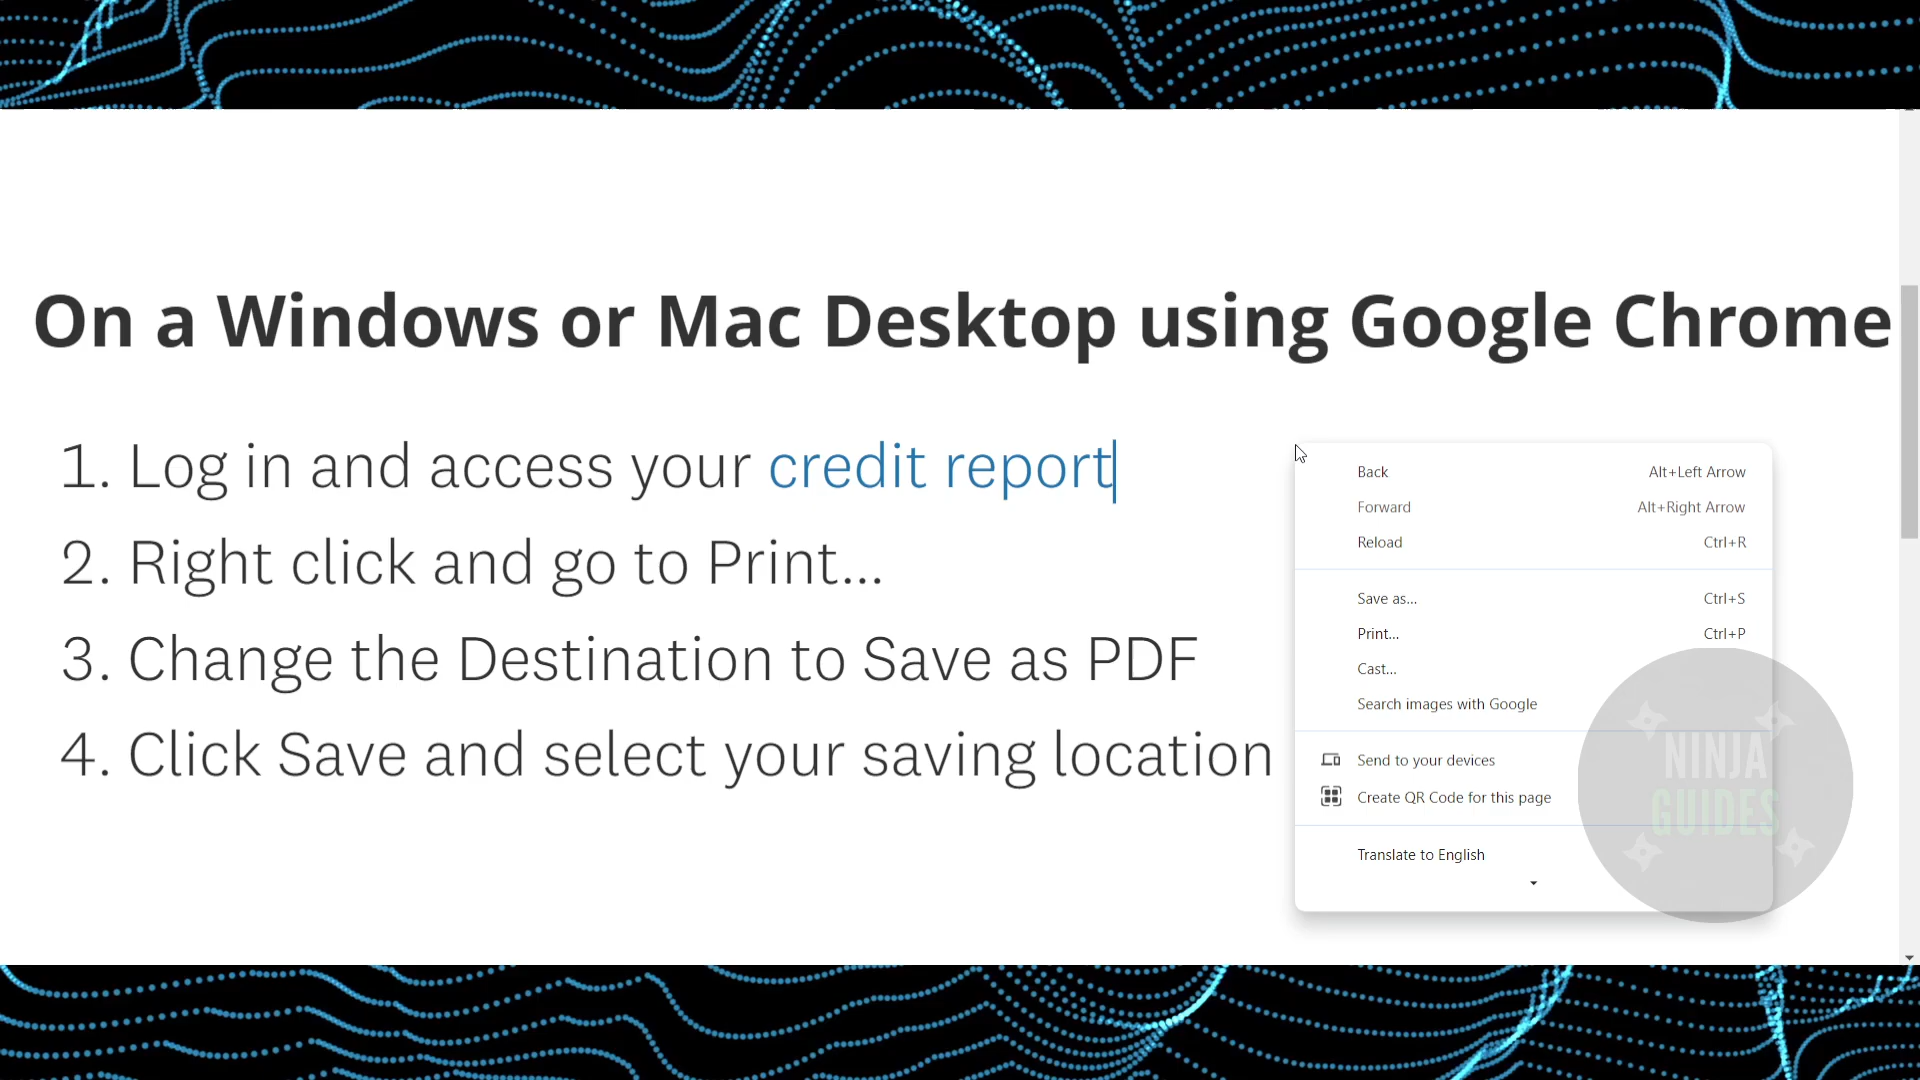 On a Windows or Mac Desktop using Google Chrome
1. Log in and access your credit report
2. Right click and go to Print...
3. Change the Destination to Save as PDF
4. Click Save and select your saving location
Back Alt+Left Arrow
Forward Alt+Right Arrow
Reload Ctrl+R
Save as... Ctrl+S
Print... Ctrl+P
Cast...
Search images with Google
Send to your devices
Create QR Code for this page
Translate to English
NINJA
GUIDES